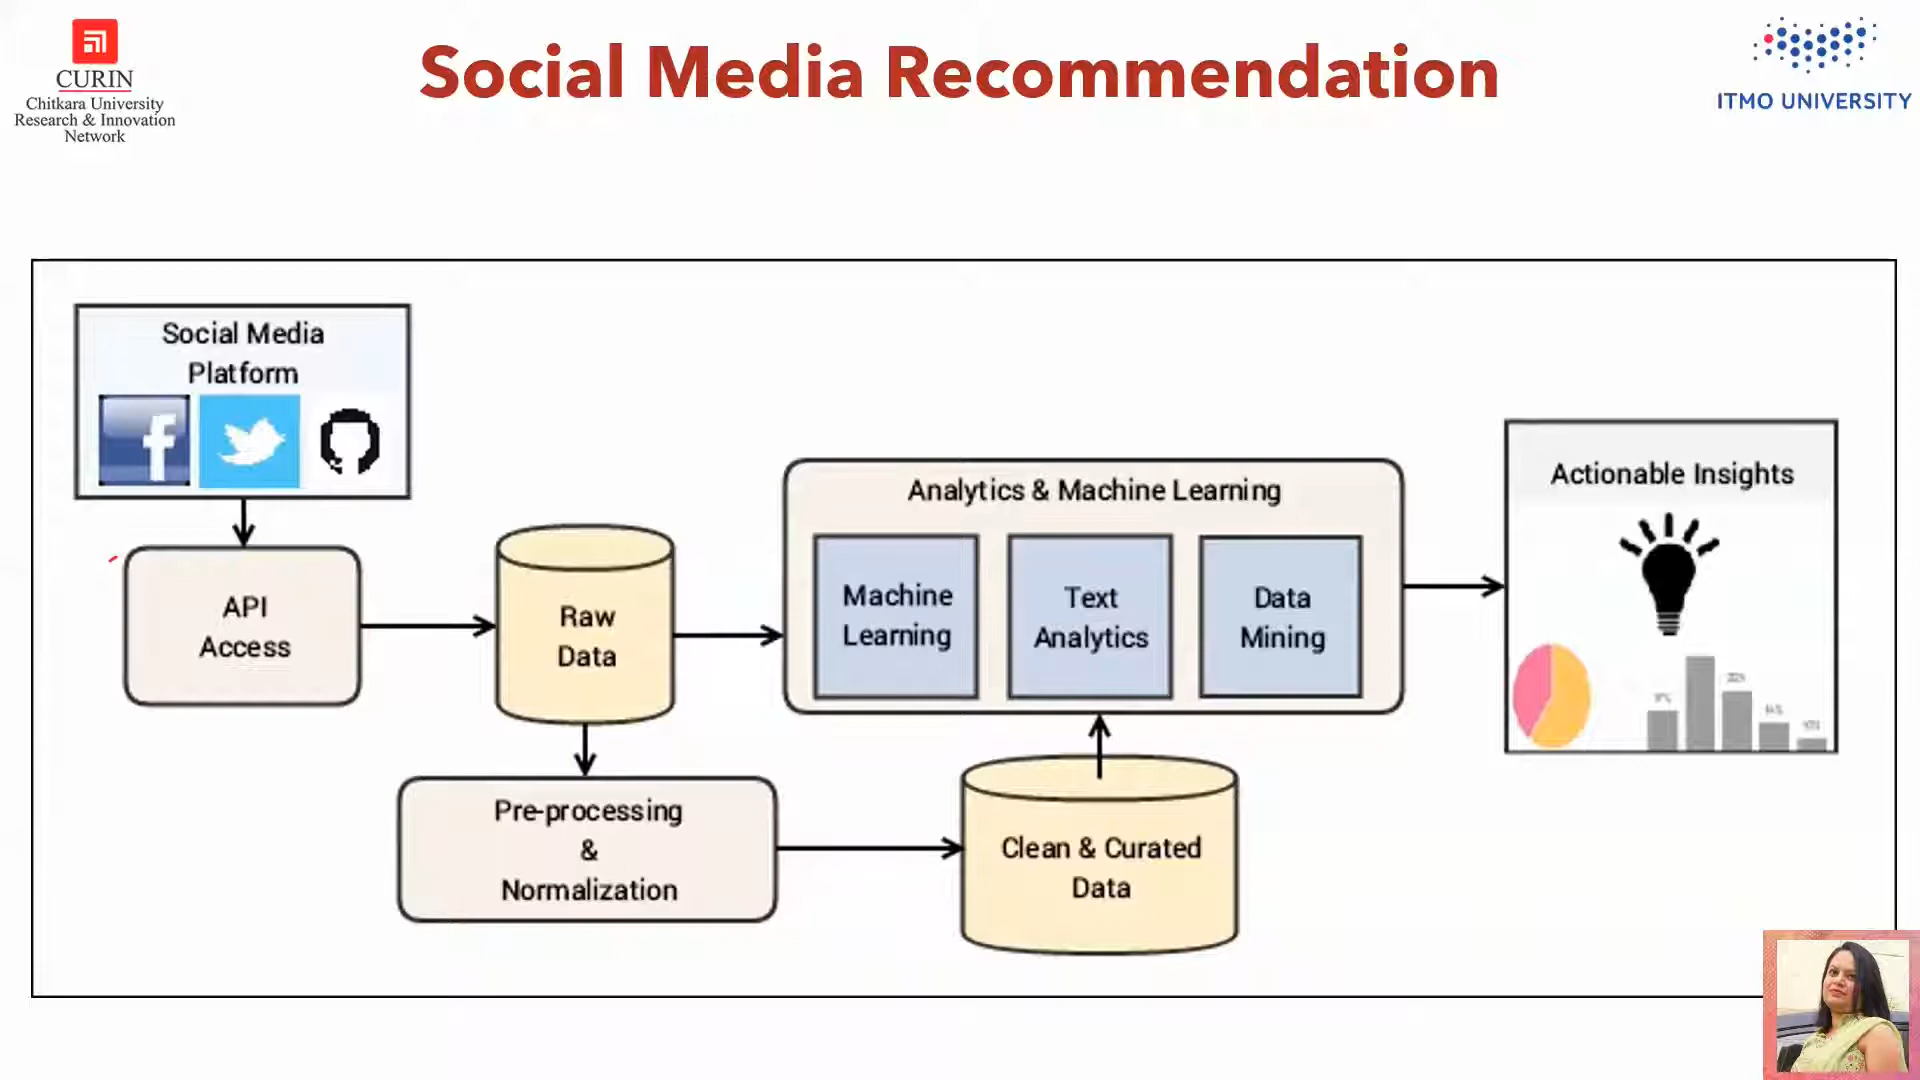 CURIN
Chitkara University
Research & Innovation
Network
Social Media Recommendation
ITMO UNIVERSITY
Social Media
Platform
API
Access
Raw
Data
Pre-processing
&
Normalization
Analytics & Machine Learning
Machine
Learning
Text
Analytics
Data
Mining
Clean & Curated
Data
Actionable Insights